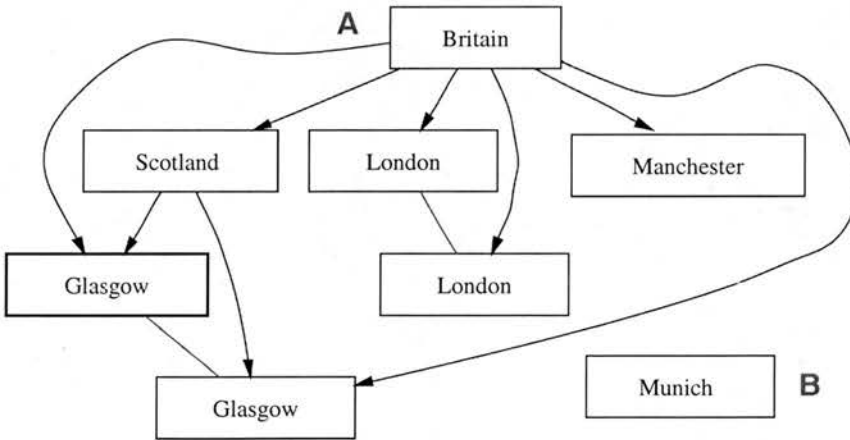 A
Britain
Scotland
London
Manchester
Glasgow
London
Glasgow
Munich
B